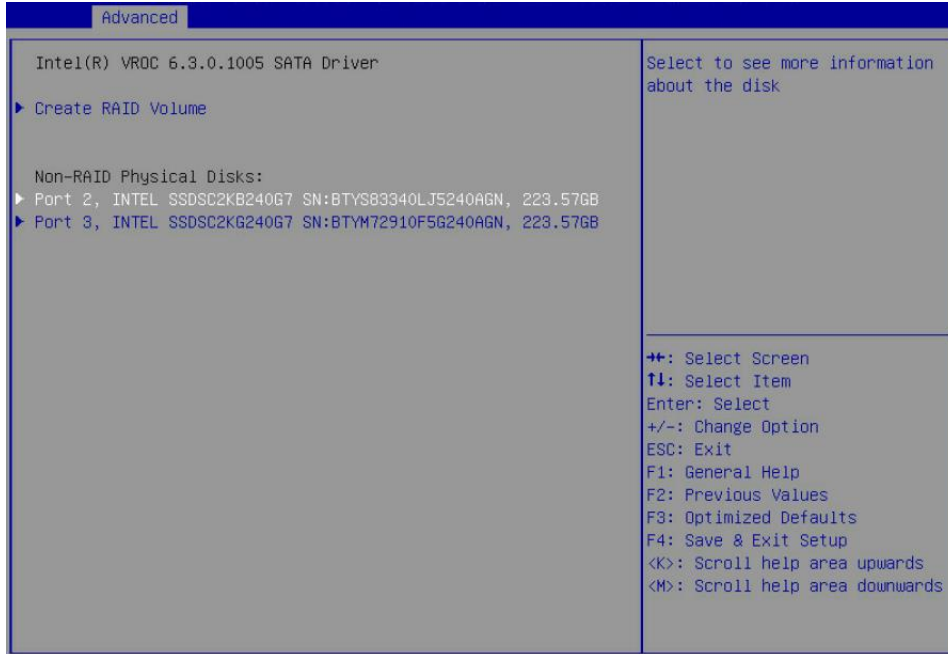 Advanced
Intel(R) VROC 6.3.0.1005 SATA Driver
Create RAID Volume
Non-RAID Physical Disks:
Port 2, INTEL SSDSC2KB240G7 SN:BTYS83340LJ5240AGN, 223.57GB
Port 3, INTEL SSDSC2KG240G7 SN:BTYM72910F5G240AGN, 223.57GB
Select to see more information
about the disk
→←: Select Screen
↑↓: Select Item
Enter: Select
+/-: Change Option
ESC: Exit
F1: General Help
F2: Previous Values
F3: Optimized Defaults
F4: Save & Exit Setup
<K>: Scroll help area upwards
<M>: Scroll help area downwards